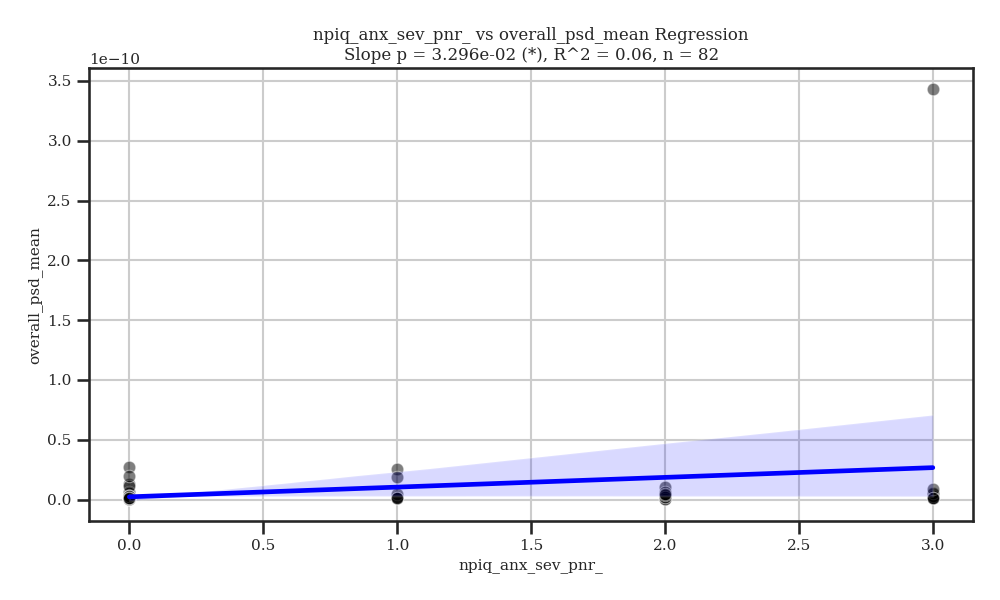 npiq_anx_sev_pnr_ vs overall_psd_mean Regression
Slope p = 3.296e-02 (*), R^2 = 0.06, n = 82
1e−10
3.5
3.0
2.5
2.0
1.5
1.0
0.5
0.0
overall_psd_mean
0.0 0.5 1.0 1.5 2.0 2.5 3.0
npiq_anx_sev_pnr_